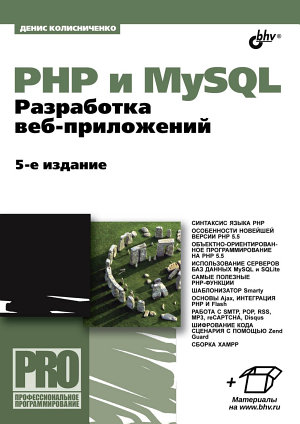 ДЕНИС КОЛИСНИЧЕНКО
bhv®
PHP и MySQL
Разработка
веб-приложений
5-е издание
СИНТАКСИС ЯЗЫКА PHP
ОСОБЕННОСТИ НОВЕЙШЕЙ
ВЕРСИИ PHP 5.5
ОБЪЕКТНО-ОРИЕНТИРОВАН-
НОЕ ПРОГРАММИРОВАНИЕ
НА PHP 5.5
ИСПОЛЬЗОВАНИЕ СЕРВЕРОВ
БАЗ ДАННЫХ MySQL и SQLite
САМЫЕ ПОЛЕЗНЫЕ
PHP-ФУНКЦИИ
ШАБЛОНИЗАТОР Smarty
ОСНОВЫ Ajax, ИНТЕГРАЦИЯ
PHP И Flash
РАБОТА С SMTP, POP, RSS,
MP3, reCAPTCHA, Disqus
ШИФРОВАНИЕ КОДА
СЦЕНАРИЯ С ПОМОЩЬЮ Zend
Guard
СБОРКА XAMPP
PRO
ПРОФЕССИОНАЛЬНОЕ
ПРОГРАММИРОВАНИЕ
+
Материалы
на www.bhv.ru